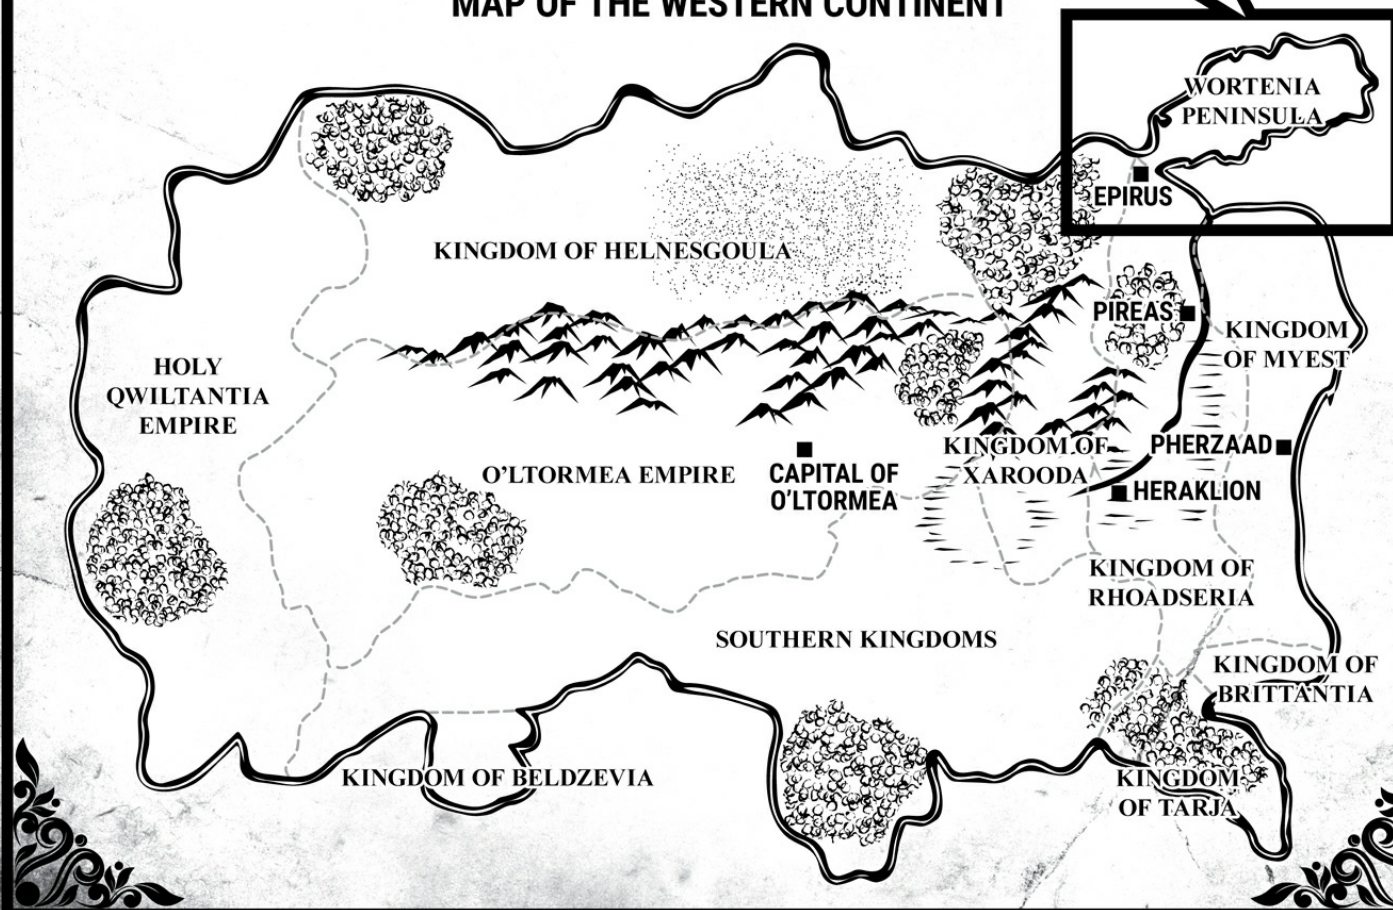 MAP OF THE WESTERN CONTINENT
WORTENIA
PENINSULA
EPIRUS
KINGDOM OF HELNESGOULA
PIREAS
KINGDOM
OF MYEST
HOLY
QWILTANTIA
EMPIRE
KINGDOM OF
XAROODA
PHERZAAD
O'LTORMEA EMPIRE
CAPITAL OF
O'LTORMEA
HERAKLION
KINGDOM OF
RHOADSERIA
SOUTHERN KINGDOMS
KINGDOM OF
BRITTANTIA
KINGDOM OF BELDZEVIA
KINGDOM
OF TARJA